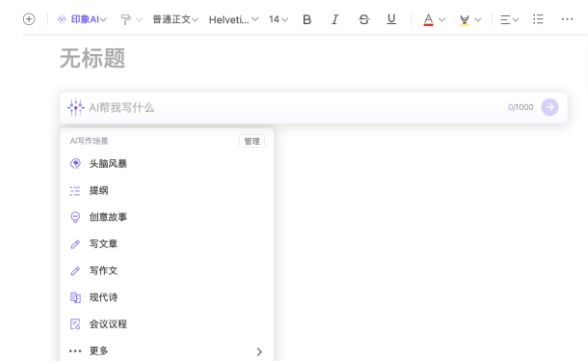 印象AI 普通正文 Helveti... 14 B I S U A
无标题
AI帮我写什么 0/1000
AI写作场景 管理
头脑风暴
提纲
创意故事
写文章
写作文
现代诗
会议议程
更多